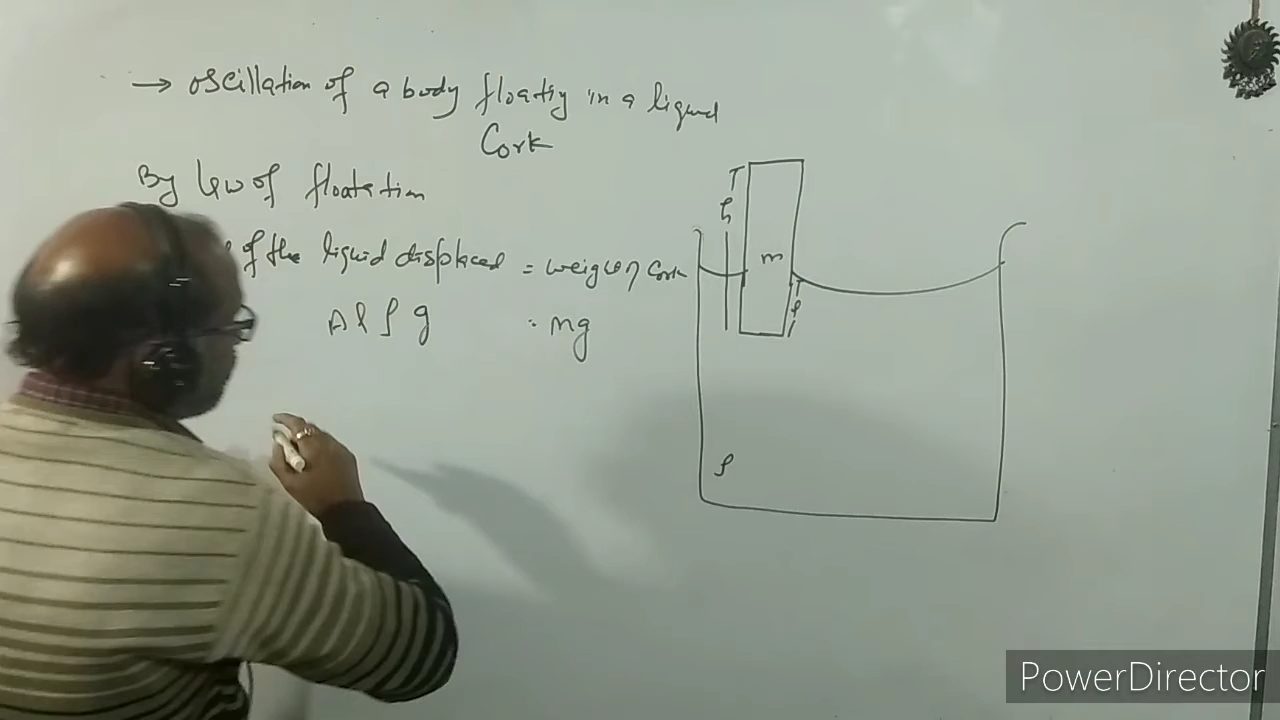 → oscillation of a body floatig in a liquid
Cork
By law of floatation
of the liquid displaced = weight of Cork
A l ρ g = mg
h
m
l
ρ
PowerDirector